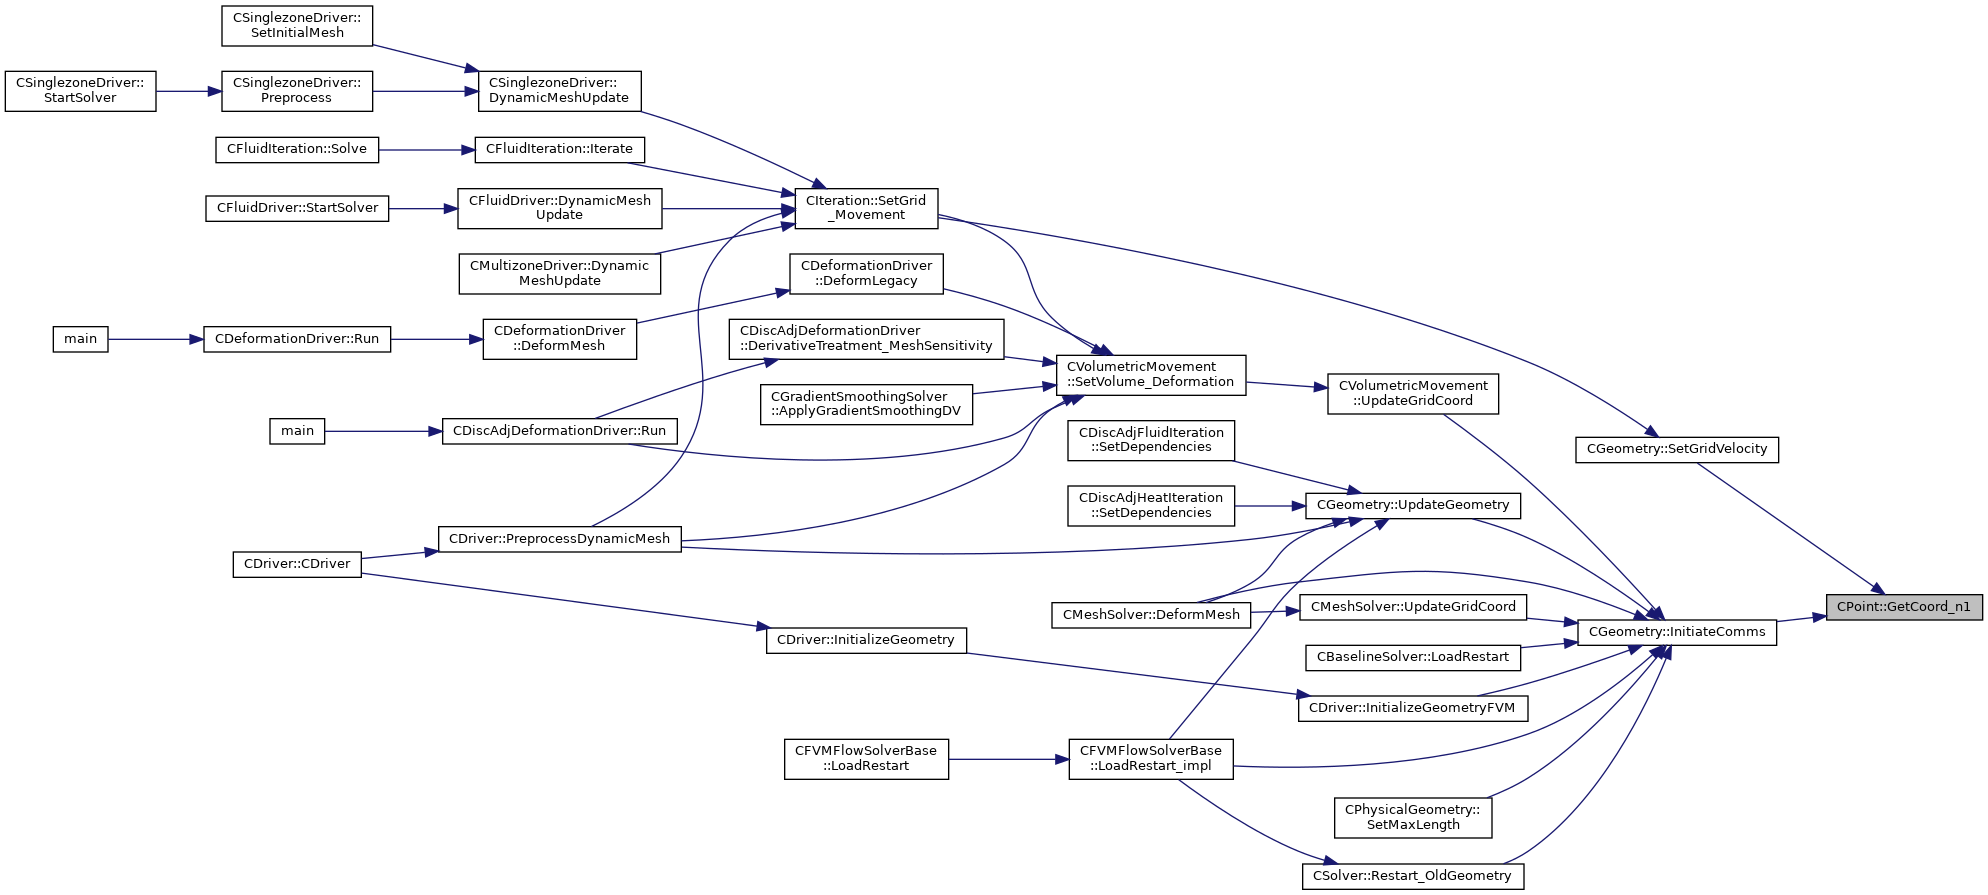 CSinglezoneDriver::
SetInitialMesh
CSinglezoneDriver::
StartSolver
CSinglezoneDriver::
Preprocess
CSinglezoneDriver::
DynamicMeshUpdate
CFluidIteration::Solve
CFluidIteration::Iterate
CFluidDriver::StartSolver
CFluidDriver::DynamicMesh
Update
CIteration::SetGrid
_Movement
CMultizoneDriver::Dynamic
MeshUpdate
CDeformationDriver
::DeformLegacy
main
CDeformationDriver::Run
CDeformationDriver
::DeformMesh
CDiscAdjDeformationDriver
::DerivativeTreatment_MeshSensitivity
CVolumetricMovement
::SetVolume_Deformation
CVolumetricMovement
::UpdateGridCoord
CGradientSmoothingSolver
::ApplyGradientSmoothingDV
main
CDiscAdjDeformationDriver::Run
CDiscAdjFluidIteration
::SetDependencies
CGeometry::SetGridVelocity
CDiscAdjHeatIteration
::SetDependencies
CGeometry::UpdateGeometry
CDriver::PreprocessDynamicMesh
CDriver::CDriver
CMeshSolver::DeformMesh
CMeshSolver::UpdateGridCoord
CPoint::GetCoord_n1
CDriver::InitializeGeometry
CGeometry::InitiateComms
CBaselineSolver::LoadRestart
CDriver::InitializeGeometryFVM
CFVMFlowSolverBase
::LoadRestart
CFVMFlowSolverBase
::LoadRestart_impl
CPhysicalGeometry::
SetMaxLength
CSolver::Restart_OldGeometry